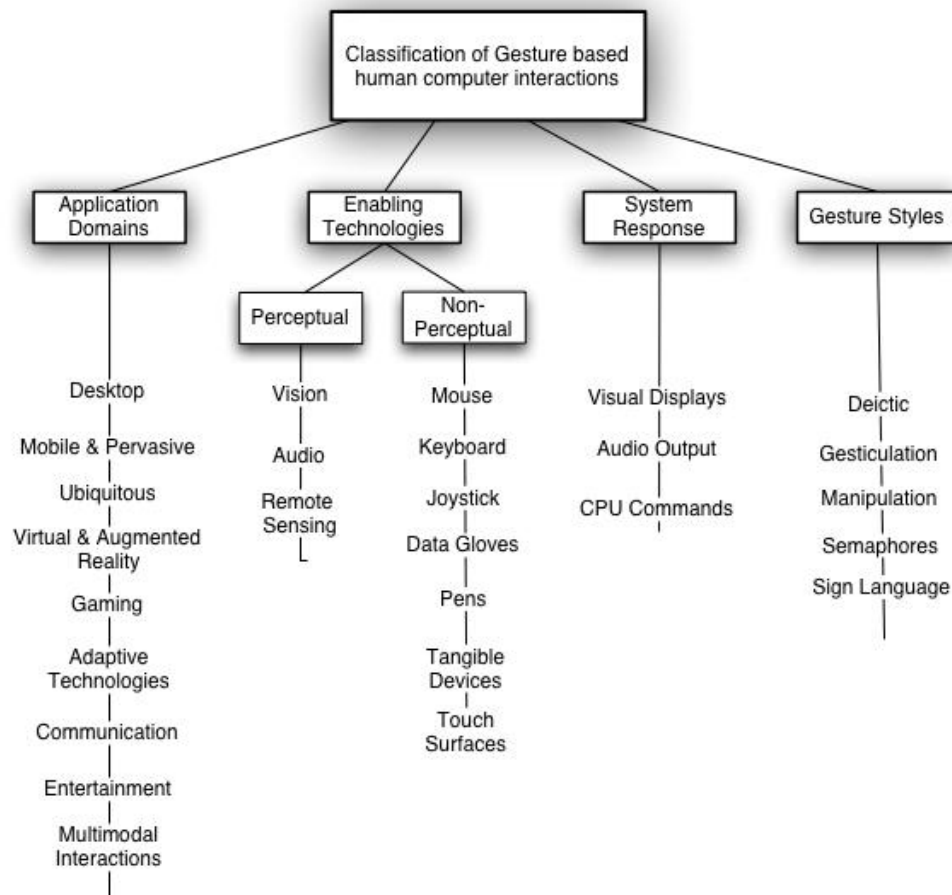 Classification of Gesture based
human computer interactions
Application
Domains
Enabling
Technologies
System
Response
Gesture Styles
Perceptual
Non-
Perceptual
Desktop
Mobile & Pervasive
Ubiquitous
Virtual & Augmented
Reality
Gaming
Adaptive
Technologies
Communication
Entertainment
Multimodal
Interactions
Vision
Audio
Remote
Sensing
Mouse
Keyboard
Joystick
Data Gloves
Pens
Tangible
Devices
Touch
Surfaces
Visual Displays
Audio Output
CPU Commands
Deictic
Gesticulation
Manipulation
Semaphores
Sign Language